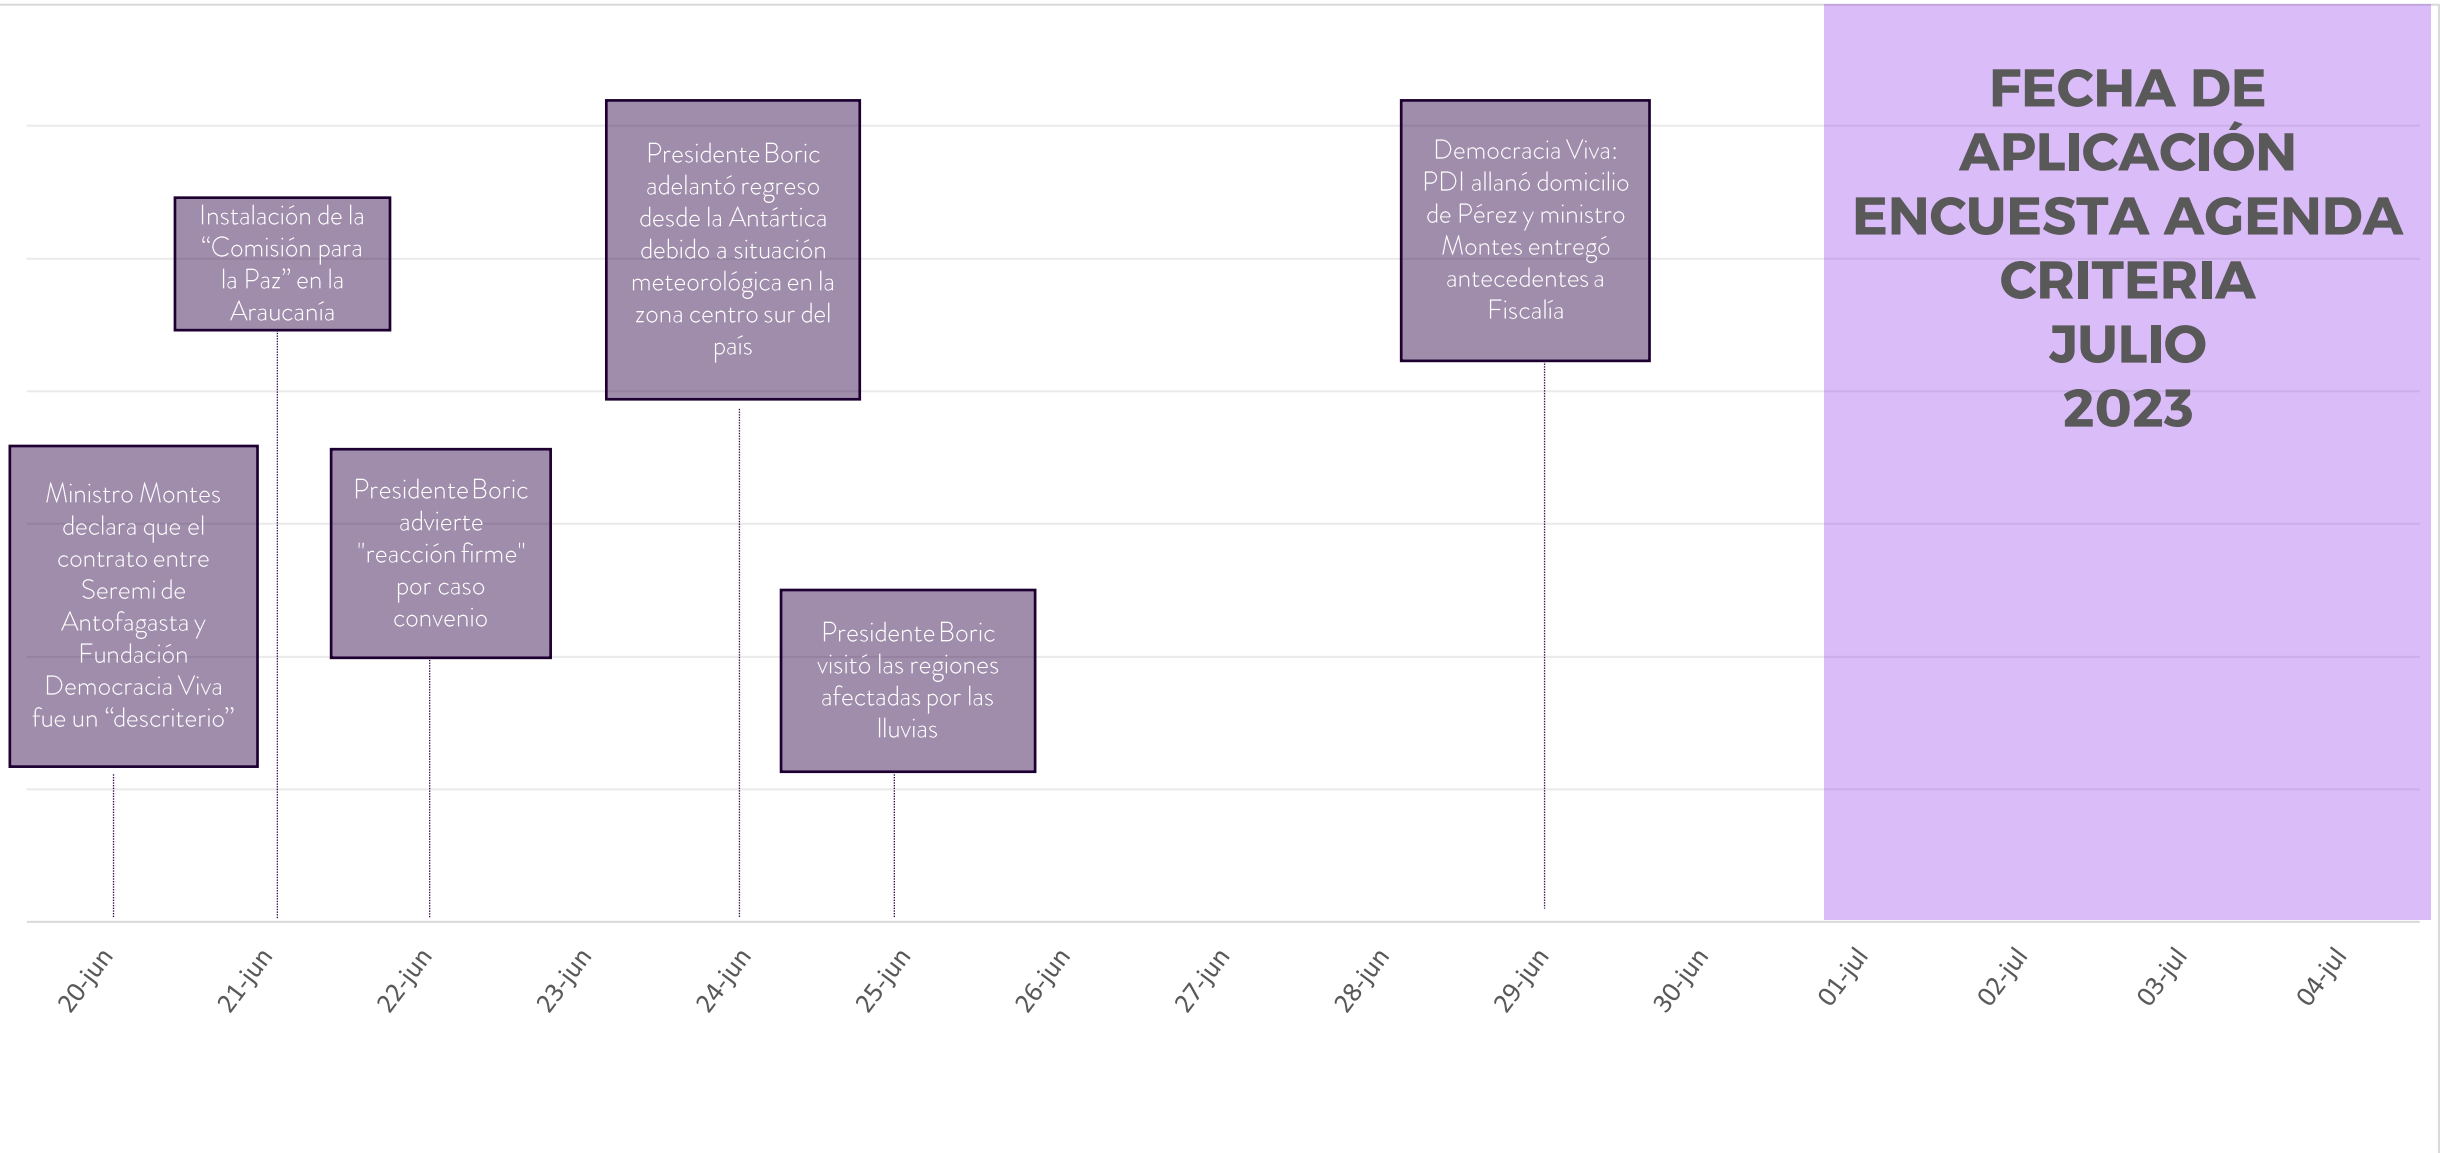 FECHA DE
APLICACIÓN
ENCUESTA AGENDA
CRITERIA
JULIO
2023
Ministro Montes
declara que el
contrato entre
Seremi de
Antofagasta y
Fundación
Democracia Viva
fue un “descriterio”
Instalación de la
“Comisión para
la Paz” en la
Araucanía
Presidente Boric
advierte
"reacción firme"
por caso
convenio
Presidente Boric
adelantó regreso
desde la Antártica
debido a situación
meteorológica en la
zona centro sur del
país
Presidente Boric
visitó las regiones
afectadas por las
lluvias
Democracia Viva:
PDI allanó domicilio
de Pérez y ministro
Montes entregó
antecedentes a
Fiscalía
20-jun
21-jun
22-jun
23-jun
24-jun
25-jun
26-jun
27-jun
28-jun
29-jun
30-jun
01-jul
02-jul
03-jul
04-jul